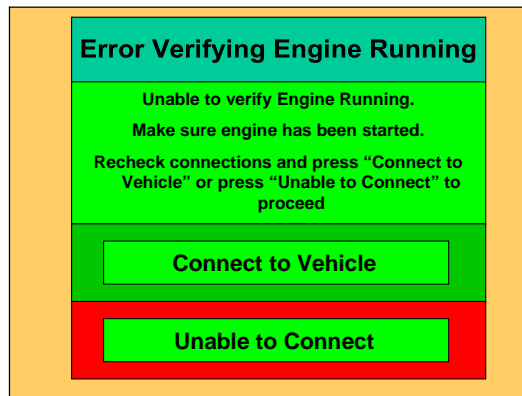 Error Verifying Engine Running
Unable to verify Engine Running.
Make sure engine has been started.
Recheck connections and press “Connect to
Vehicle” or press “Unable to Connect” to
proceed
Connect to Vehicle
Unable to Connect